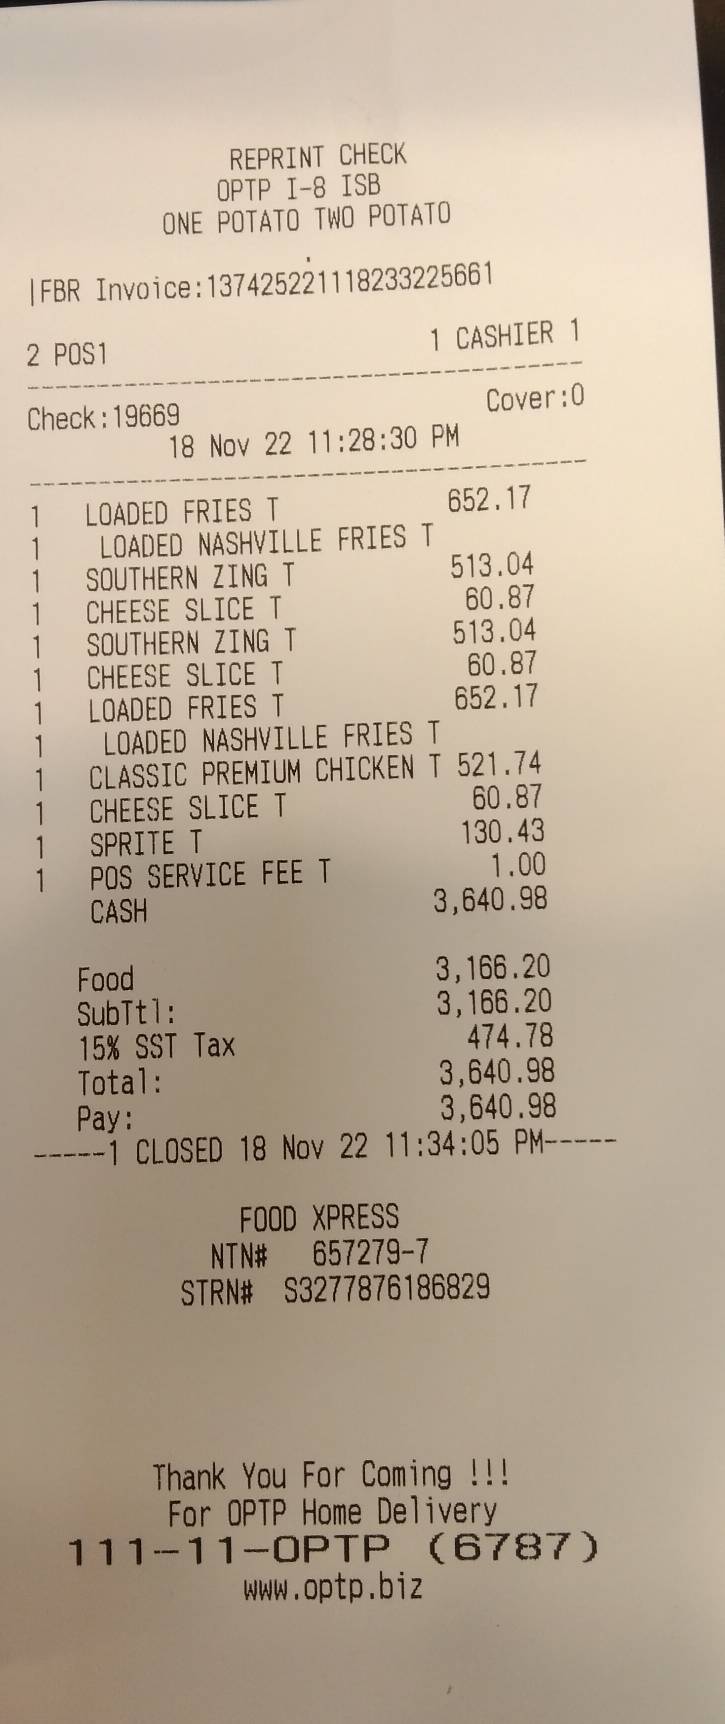 REPRINT CHECK
OPTP I-8 ISB
ONE POTATO TWO POTATO
|FBR Invoice:137425221118233225661
2 POS1 1 CASHIER 1
Check:19669 Cover:0
18 Nov 22 11:28:30 PM
1 LOADED FRIES T 652.17
1 LOADED NASHVILLE FRIES T
1 SOUTHERN ZING T 513.04
1 CHEESE SLICE T 60.87
1 SOUTHERN ZING T 513.04
1 CHEESE SLICE T 60.87
1 LOADED FRIES T 652.17
1 LOADED NASHVILLE FRIES T
1 CLASSIC PREMIUM CHICKEN T 521.74
1 CHEESE SLICE T 60.87
1 SPRITE T 130.43
1 POS SERVICE FEE T 1.00
CASH 3,640.98
Food 3,166.20
SubTtl: 3,166.20
15% SST Tax 474.78
Total: 3,640.98
Pay: 3,640.98
-----1 CLOSED 18 Nov 22 11:34:05 PM-----
FOOD XPRESS
NTN# 657279-7
STRN# S3277876186829
Thank You For Coming !!!
For OPTP Home Delivery
111-11-OPTP (6787)
www.optp.biz